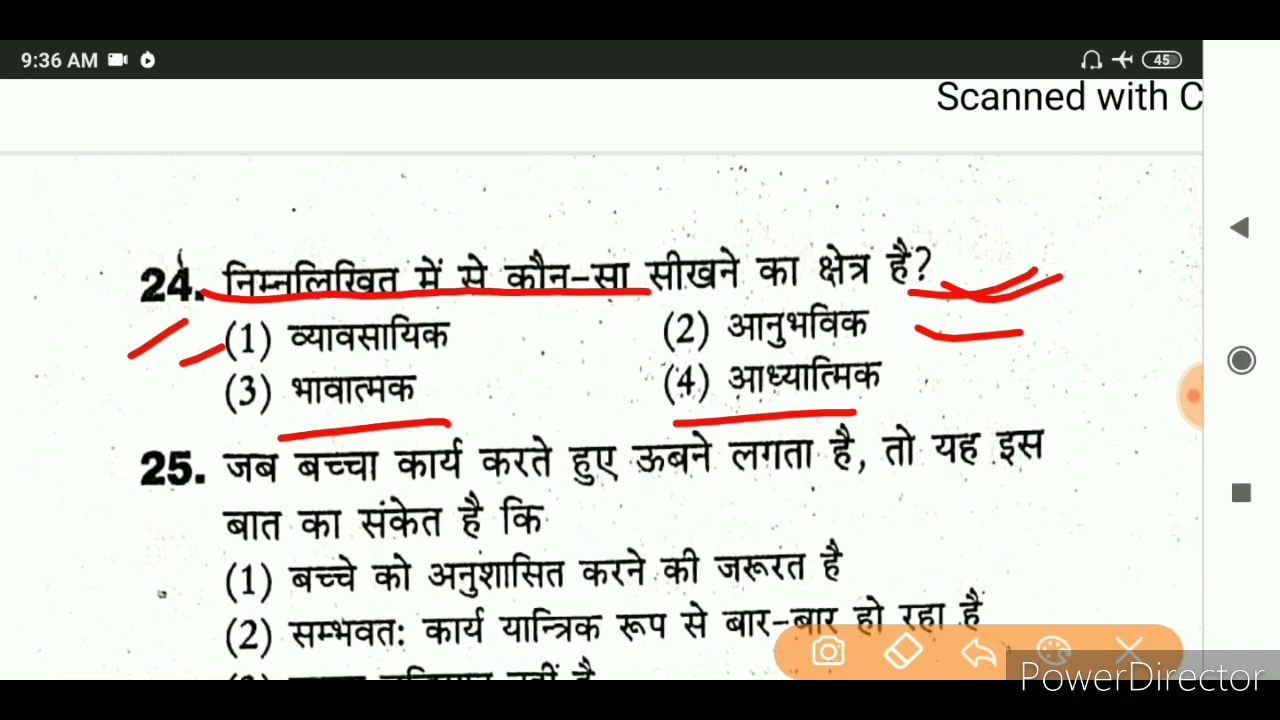 9:36 AM 45
Scanned with C
24. निम्नलिखित में से कौन-सा सीखने का क्षेत्र है?
(1) व्यावसायिक (2) आनुभविक
(3) भावात्मक (4) आध्यात्मिक
25. जब बच्चा कार्य करते हुए ऊबने लगता है, तो यह इस
बात का संकेत है कि
(1) बच्चे को अनुशासित करने की जरूरत है
(2) सम्भवतः कार्य यान्त्रिक रूप से बार-बार हो रहा है
नहीं है
PowerDirector